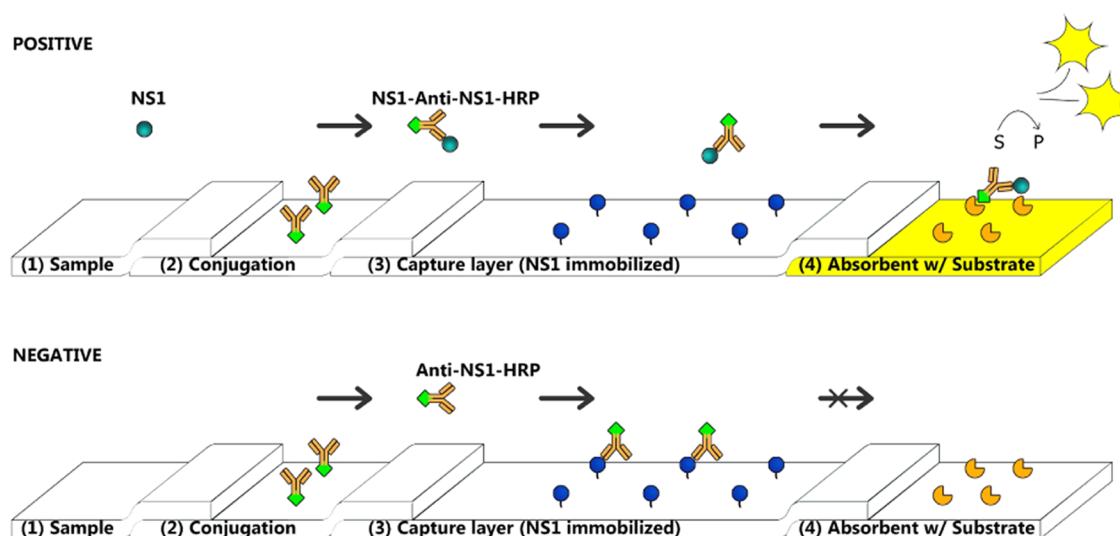 POSITIVE
NS1
NS1-Anti-NS1-HRP
S P
(1) Sample
(2) Conjugation
(3) Capture layer (NS1 immobilized)
(4) Absorbent w/ Substrate
NEGATIVE
Anti-NS1-HRP
(1) Sample
(2) Conjugation
(3) Capture layer (NS1 immobilized)
(4) Absorbent w/ Substrate